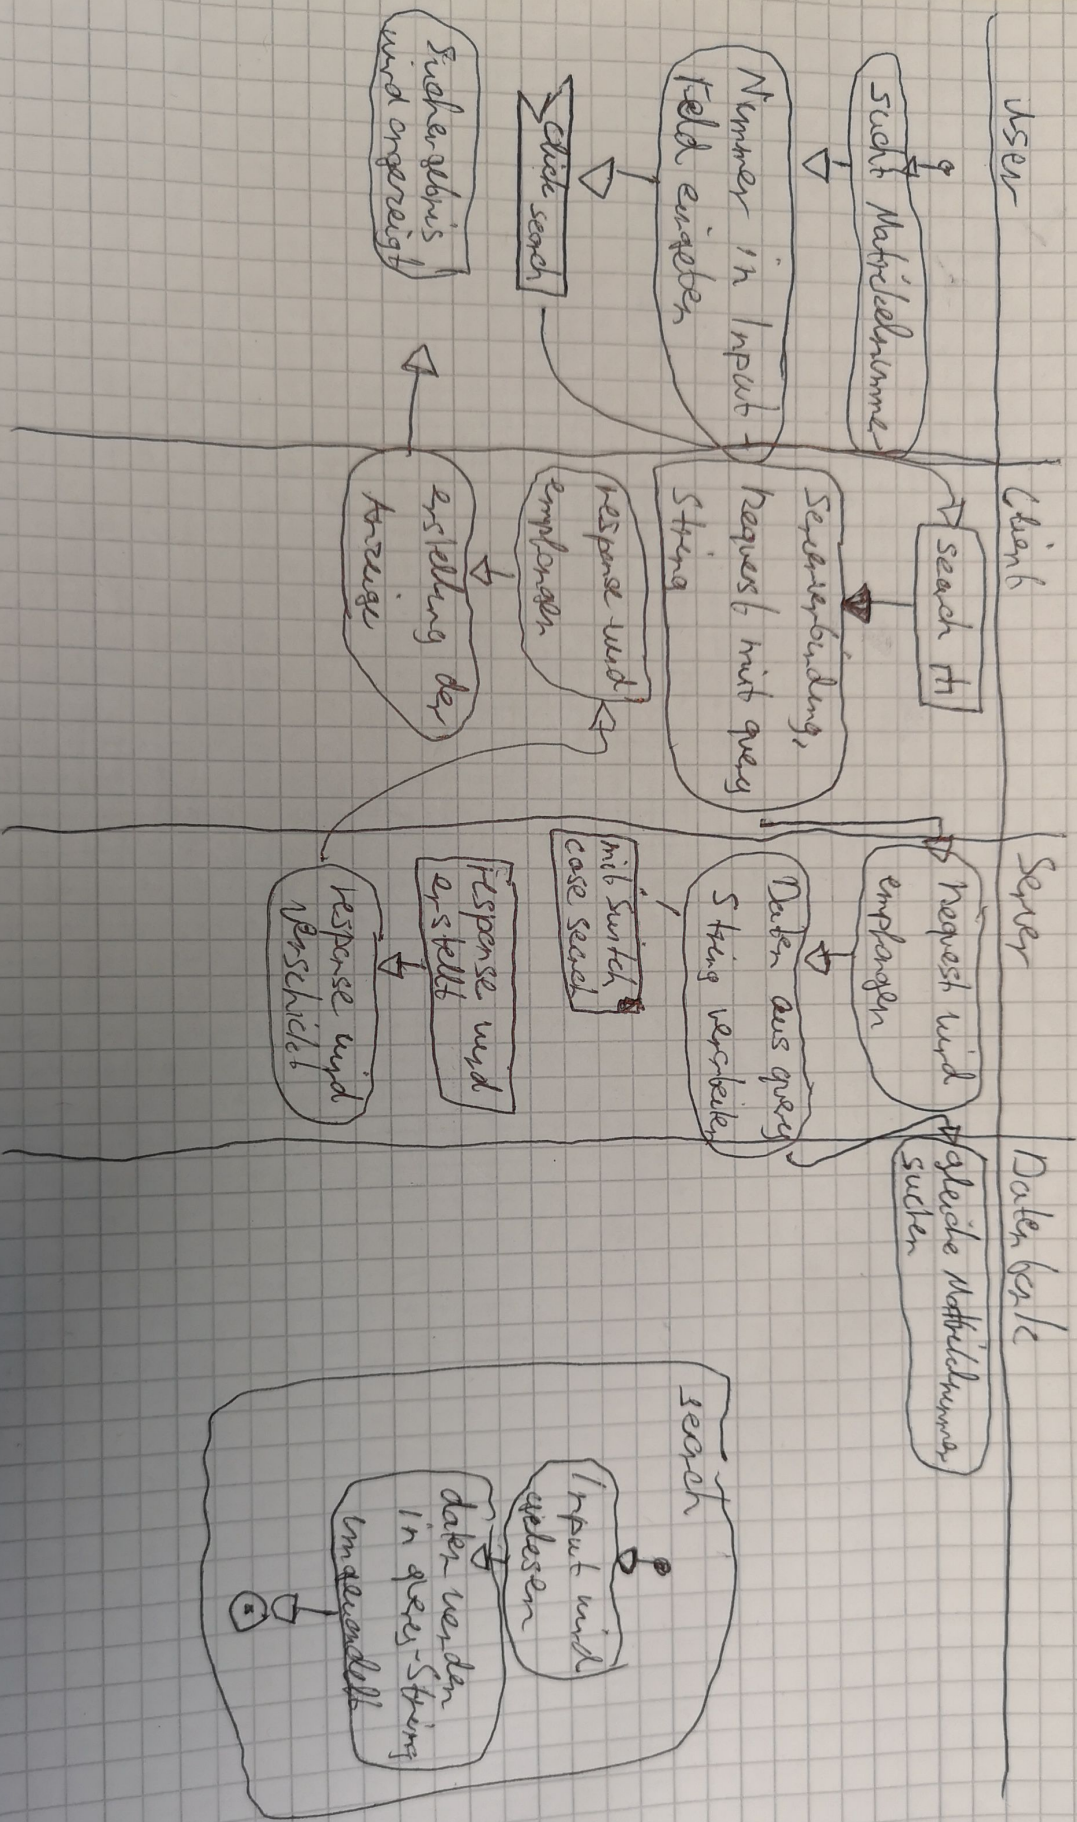 User
sucht Matrikelnummer
Nummer in Input
Feld eingeben
click search
Suchergebnis
wird angezeigt
Client
search
Serververbindung,
Request mit query
String
response wird
empfangen
erstellung der
Anzeige
Server
Request wird
empfangen
Daten aus query
String verarbeiten
mit switch
case search
response wird
erstellt
response wird
verschickt
Datenbank
gleiche Matrikelnummer
suchen
search
Input wird
gelesen
daten werden
in query-String
umgewandelt